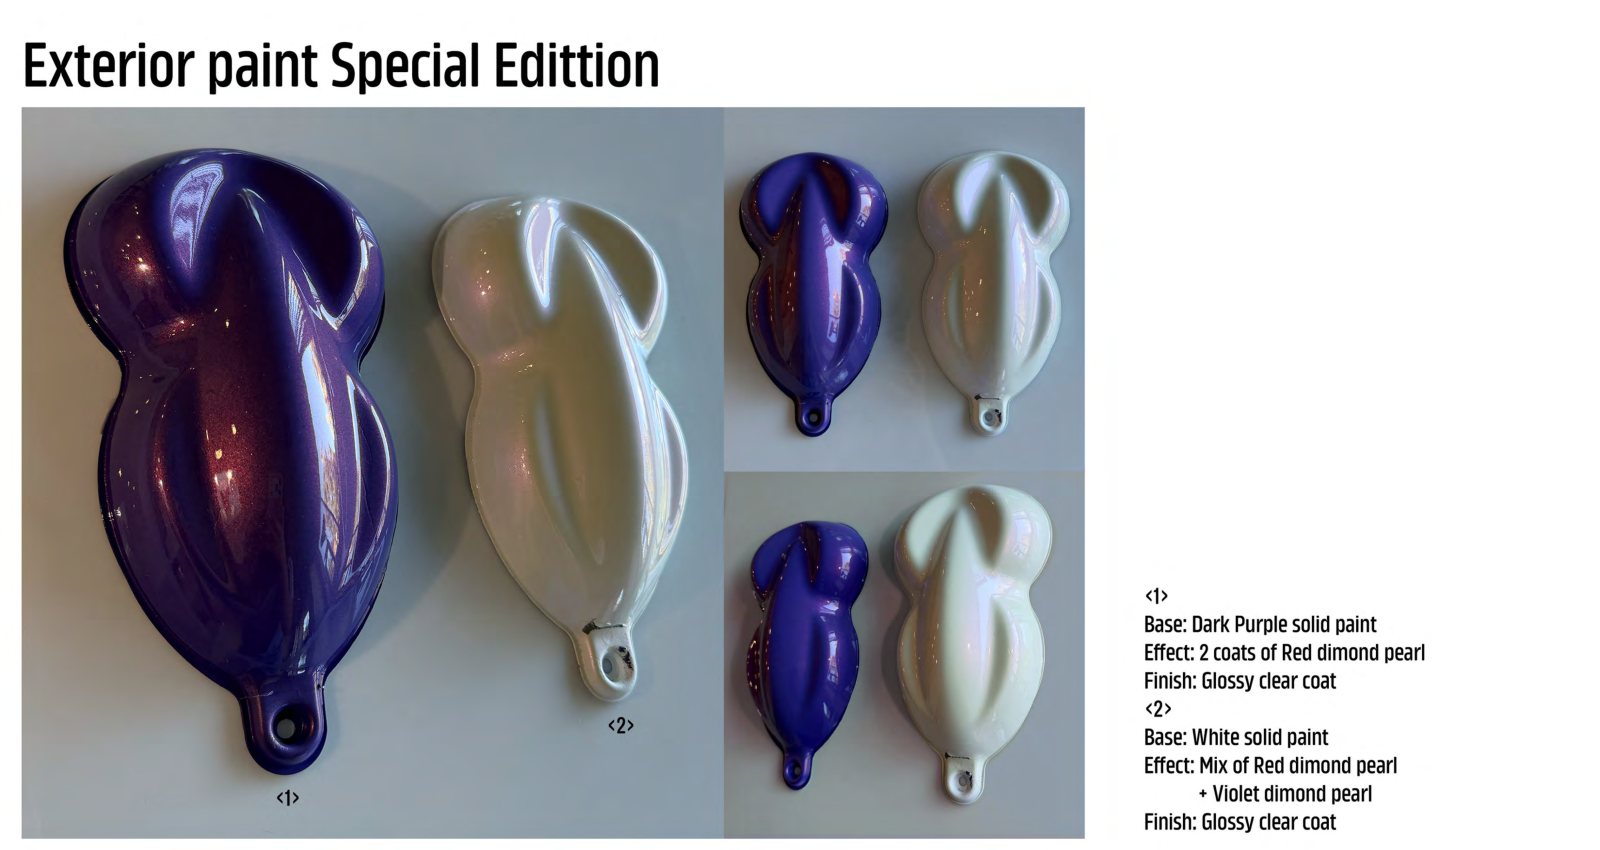 Exterior paint Special Edittion
<1>
<2>
<1>
Base: Dark Purple solid paint
Effect: 2 coats of Red dimond pearl
Finish: Glossy clear coat
<2>
Base: White solid paint
Effect: Mix of Red dimond pearl
+ Violet dimond pearl
Finish: Glossy clear coat